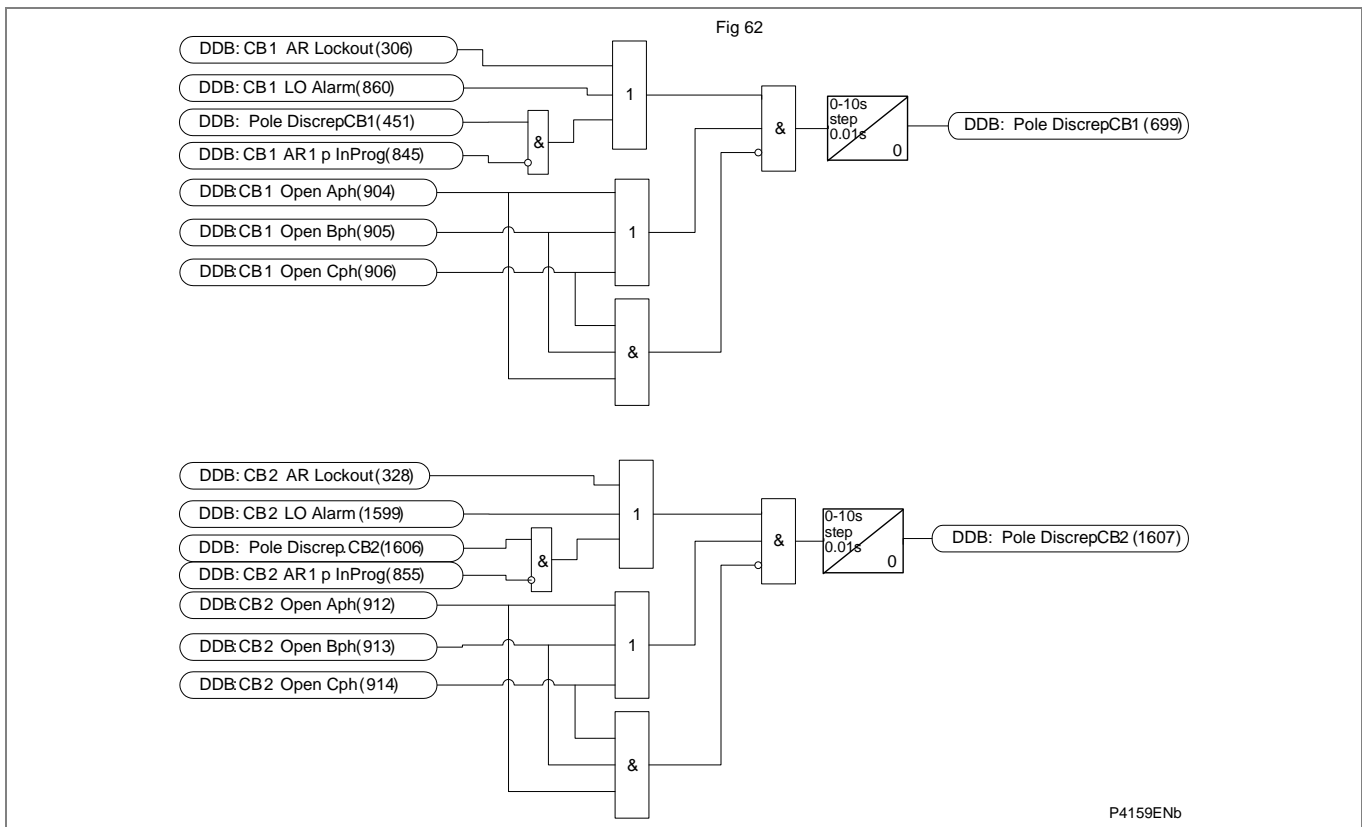 Fig 62
DDB: CB1 AR Lockout(306)
DDB: CB1 LO Alarm(860)
DDB: Pole DiscrepCB1(451)
DDB: CB1 AR1 p InProg(845)
DDB:CB1 Open Aph(904)
DDB:CB1 Open Bph(905)
DDB:CB1 Open Cph(906)
&
1
1
&
&
0-10s
step
0.01s
0
DDB: Pole DiscrepCB1 (699)
DDB: CB2 AR Lockout(328)
DDB: CB2 LO Alarm (1599)
DDB: Pole Discrep.CB2(1606)
DDB: CB2 AR1 p InProg(855)
DDB:CB2 Open Aph(912)
DDB:CB2 Open Bph(913)
DDB:CB2 Open Cph(914)
&
1
1
&
&
0-10s
step
0.01s
0
DDB: Pole DiscrepCB2 (1607)
P4159ENb